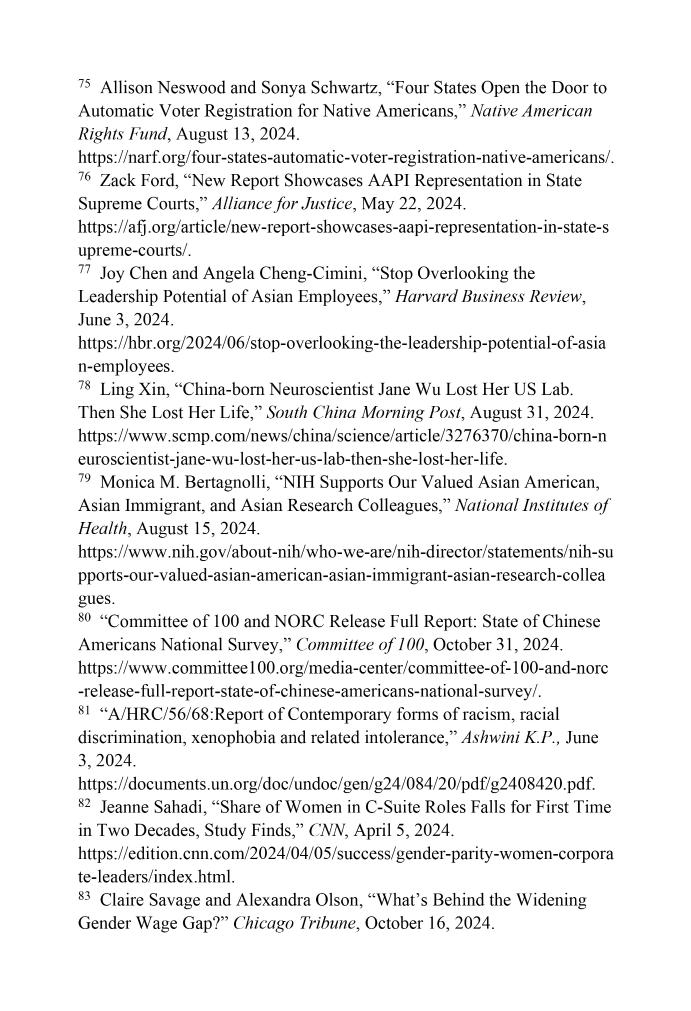 75 Allison Neswood and Sonya Schwartz, “Four States Open the Door to
Automatic Voter Registration for Native Americans,” Native American
Rights Fund, August 13, 2024.
https://narf.org/four-states-automatic-voter-registration-native-americans/.
76 Zack Ford, “New Report Showcases AAPI Representation in State
Supreme Courts,” Alliance for Justice, May 22, 2024.
https://afj.org/article/new-report-showcases-aapi-representation-in-state-s
upreme-courts/.
77 Joy Chen and Angela Cheng-Cimini, “Stop Overlooking the
Leadership Potential of Asian Employees,” Harvard Business Review,
June 3, 2024.
https://hbr.org/2024/06/stop-overlooking-the-leadership-potential-of-asia
n-employees.
78 Ling Xin, “China-born Neuroscientist Jane Wu Lost Her US Lab.
Then She Lost Her Life,” South China Morning Post, August 31, 2024.
https://www.scmp.com/news/china/science/article/3276370/china-born-n
euroscientist-jane-wu-lost-her-us-lab-then-she-lost-her-life.
79 Monica M. Bertagnolli, “NIH Supports Our Valued Asian American,
Asian Immigrant, and Asian Research Colleagues,” National Institutes of
Health, August 15, 2024.
https://www.nih.gov/about-nih/who-we-are/nih-director/statements/nih-su
pports-our-valued-asian-american-asian-immigrant-asian-research-collea
gues.
80 “Committee of 100 and NORC Release Full Report: State of Chinese
Americans National Survey,” Committee of 100, October 31, 2024.
https://www.committee100.org/media-center/committee-of-100-and-norc
-release-full-report-state-of-chinese-americans-national-survey/.
81 “A/HRC/56/68:Report of Contemporary forms of racism, racial
discrimination, xenophobia and related intolerance,” Ashwini K.P., June
3, 2024.
https://documents.un.org/doc/undoc/gen/g24/084/20/pdf/g2408420.pdf.
82 Jeanne Sahadi, “Share of Women in C-Suite Roles Falls for First Time
in Two Decades, Study Finds,” CNN, April 5, 2024.
https://edition.cnn.com/2024/04/05/success/gender-parity-women-corpora
te-leaders/index.html.
83 Claire Savage and Alexandra Olson, “What’s Behind the Widening
Gender Wage Gap?” Chicago Tribune, October 16, 2024.